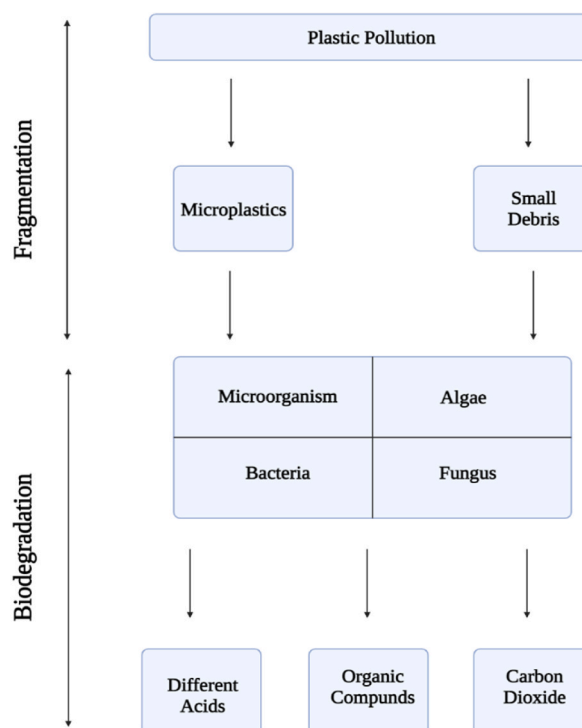 Plastic Pollution
Fragmentation
Microplastics
Small
Debris
Microorganism
Algae
Bacteria
Fungus
Biodegradation
Different
Acids
Organic
Compunds
Carbon
Dioxide